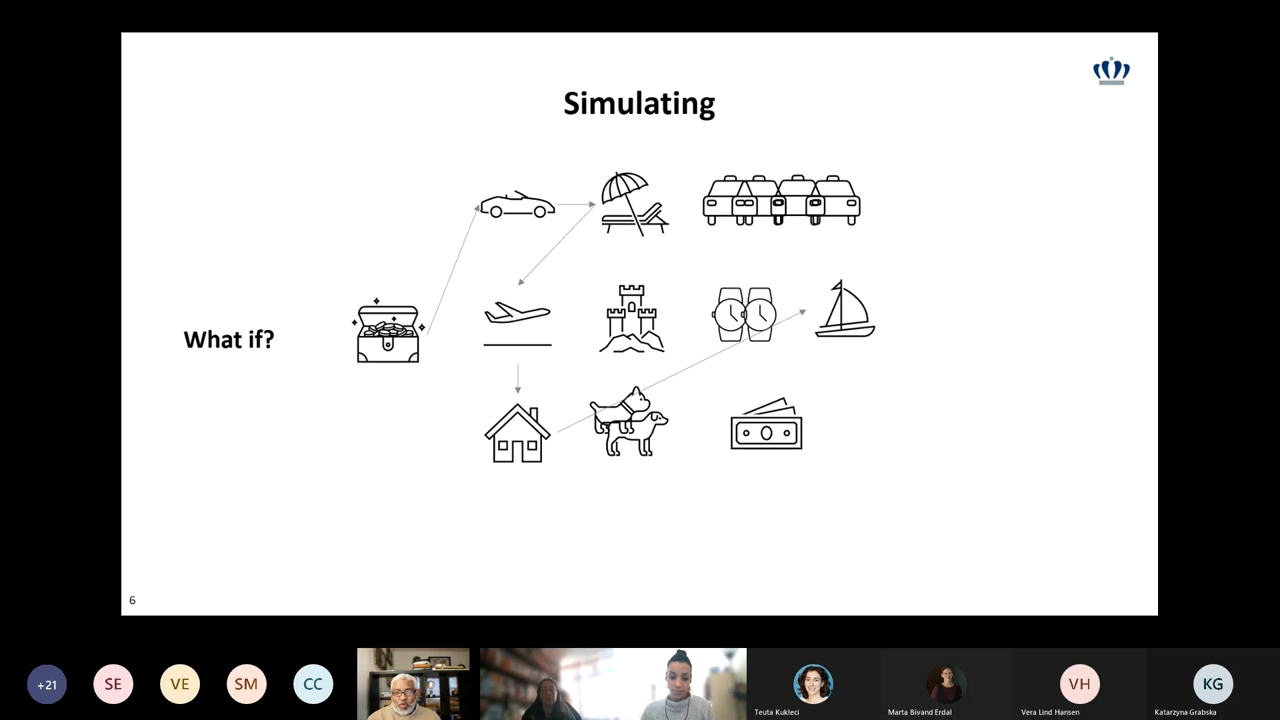 Simulating
What if?
6
+21
SE
VE
SM
CC
VH
KG
Teuta Kukleci
Marta Bivand Erdal
Vera Lind Hansen
Katarzyna Grabska